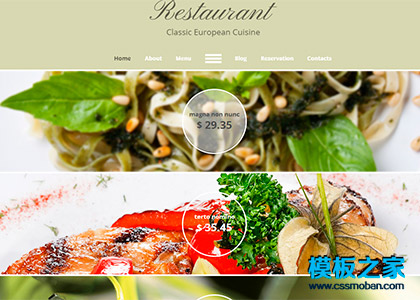 Restaurant
Classic European Cuisine
Home About Menu Blog Reservation Contacts
magna non nunc
$ 29.35
terto nomino
$ 35.45
模板之家
www.cssmoban.com